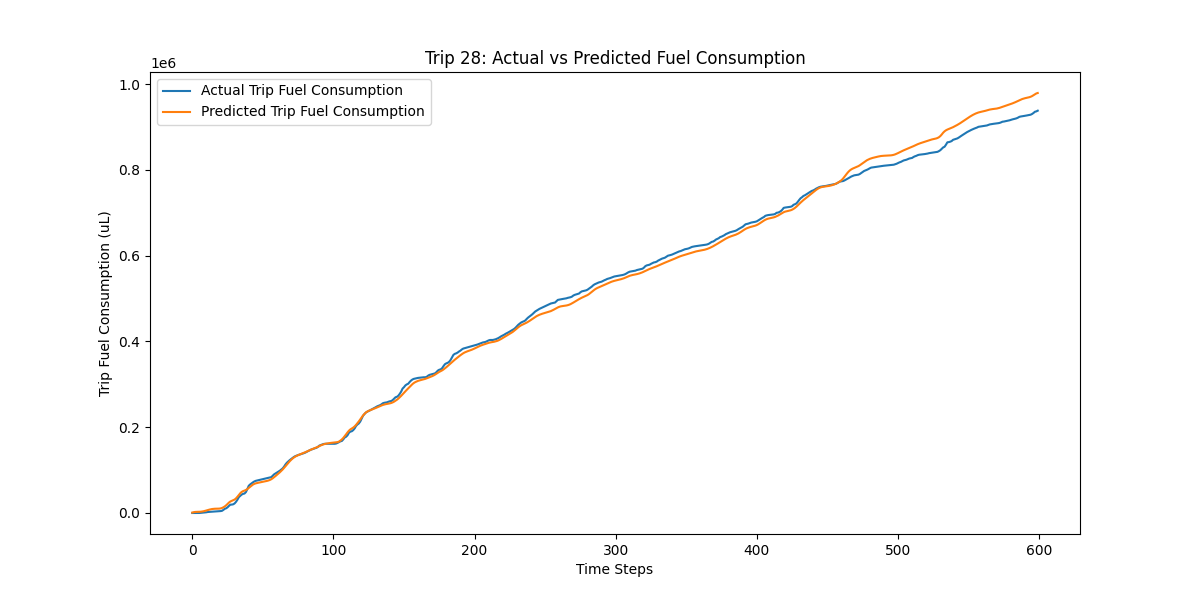 Trip 28: Actual vs Predicted Fuel Consumption
1e6
Actual Trip Fuel Consumption
Predicted Trip Fuel Consumption
1.0
0.8
0.6
0.4
0.2
0.0
Trip Fuel Consumption (uL)
0 100 200 300 400 500 600
Time Steps